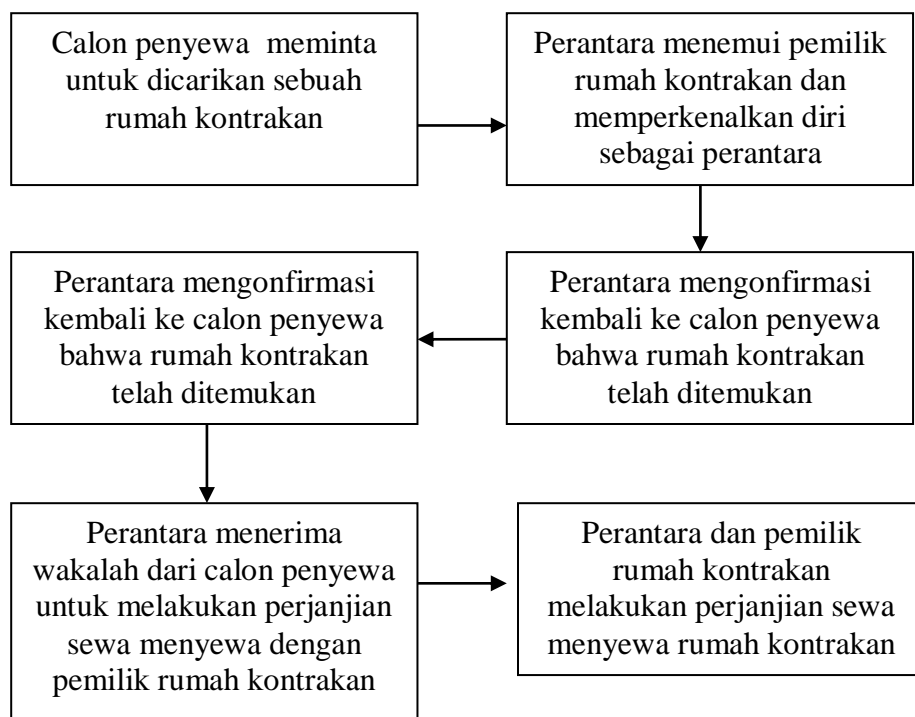 Calon penyewa  meminta
untuk dicarikan sebuah
rumah kontrakan
Perantara menemui pemilik
rumah kontrakan dan
memperkenalkan diri
sebagai perantara
Perantara mengonfirmasi
kembali ke calon penyewa
bahwa rumah kontrakan
telah ditemukan
Perantara mengonfirmasi
kembali ke calon penyewa
bahwa rumah kontrakan
telah ditemukan
Perantara menerima
wakalah dari calon penyewa
untuk melakukan perjanjian
sewa menyewa dengan
pemilik rumah kontrakan
Perantara dan pemilik
rumah kontrakan
melakukan perjanjian sewa
menyewa rumah kontrakan